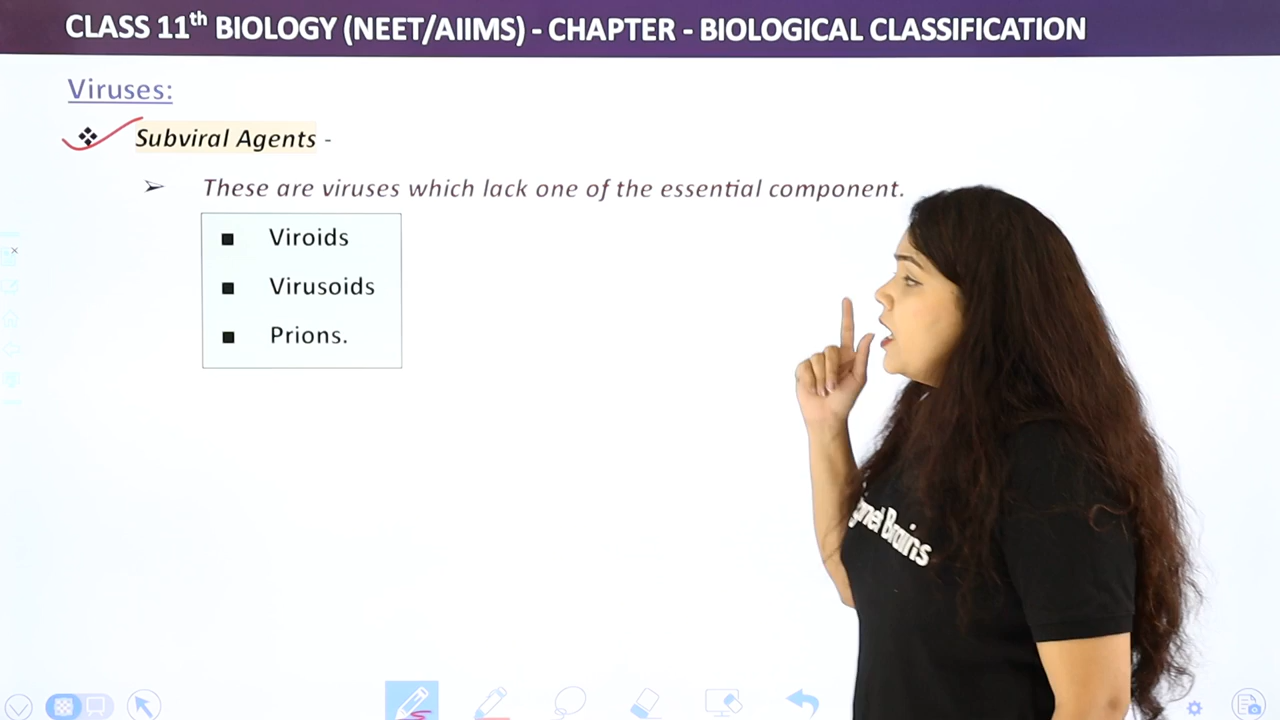 CLASS 11th BIOLOGY (NEET/AIIMS) - CHAPTER - BIOLOGICAL CLASSIFICATION
Viruses:
❖ Subviral Agents -
➢ These are viruses which lack one of the essential component.
■ Viroids
■ Virusoids
■ Prions.
Brains